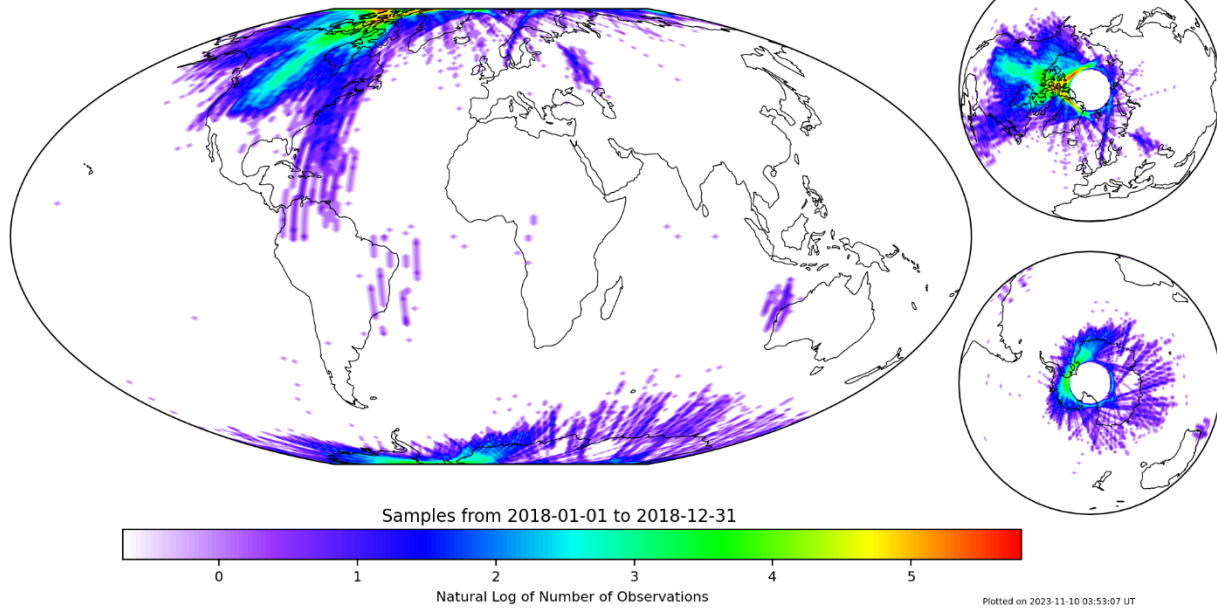 Samples from 2018-01-01 to 2018-12-31
0 1 2 3 4 5
Natural Log of Number of Observations
Plotted on 2023-11-10 03:53:07 UT